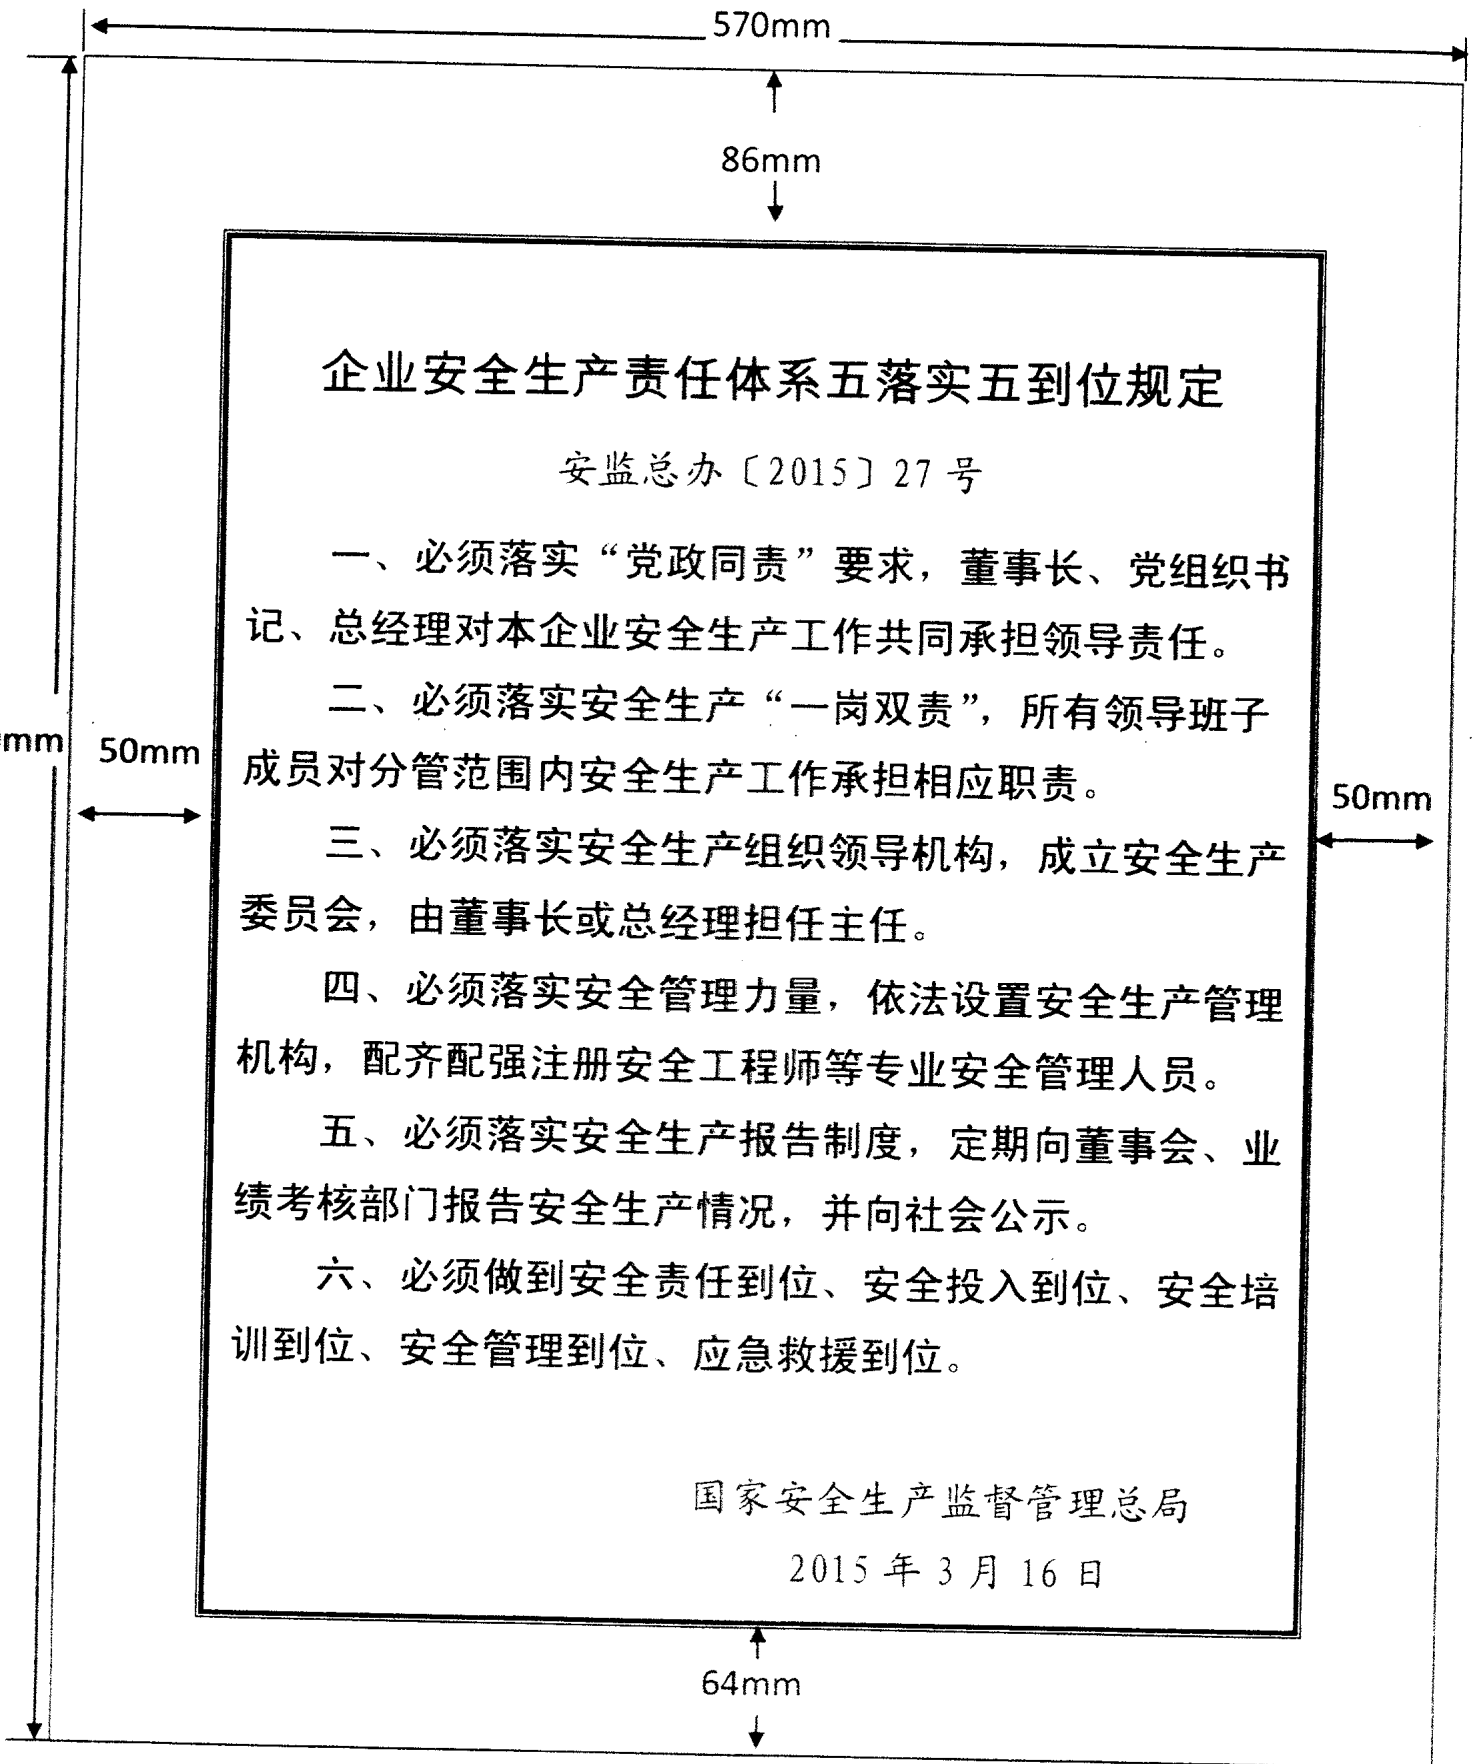 570mm
86mm
企业安全生产责任体系五落实五到位规定
安监总办〔2015〕27 号
一、必须落实“党政同责”要求，董事长、党组织书
记、总经理对本企业安全生产工作共同承担领导责任。
二、必须落实安全生产“一岗双责”，所有领导班子
成员对分管范围内安全生产工作承担相应职责。
mm
50mm
50mm
三、必须落实安全生产组织领导机构，成立安全生产
委员会，由董事长或总经理担任主任。
四、必须落实安全管理力量，依法设置安全生产管理
机构，配齐配强注册安全工程师等专业安全管理人员。
五、必须落实安全生产报告制度，定期向董事会、业
绩考核部门报告安全生产情况，并向社会公示。
六、必须做到安全责任到位、安全投入到位、安全培
训到位、安全管理到位、应急救援到位。
国家安全生产监督管理总局
2015 年 3 月 16 日
64mm